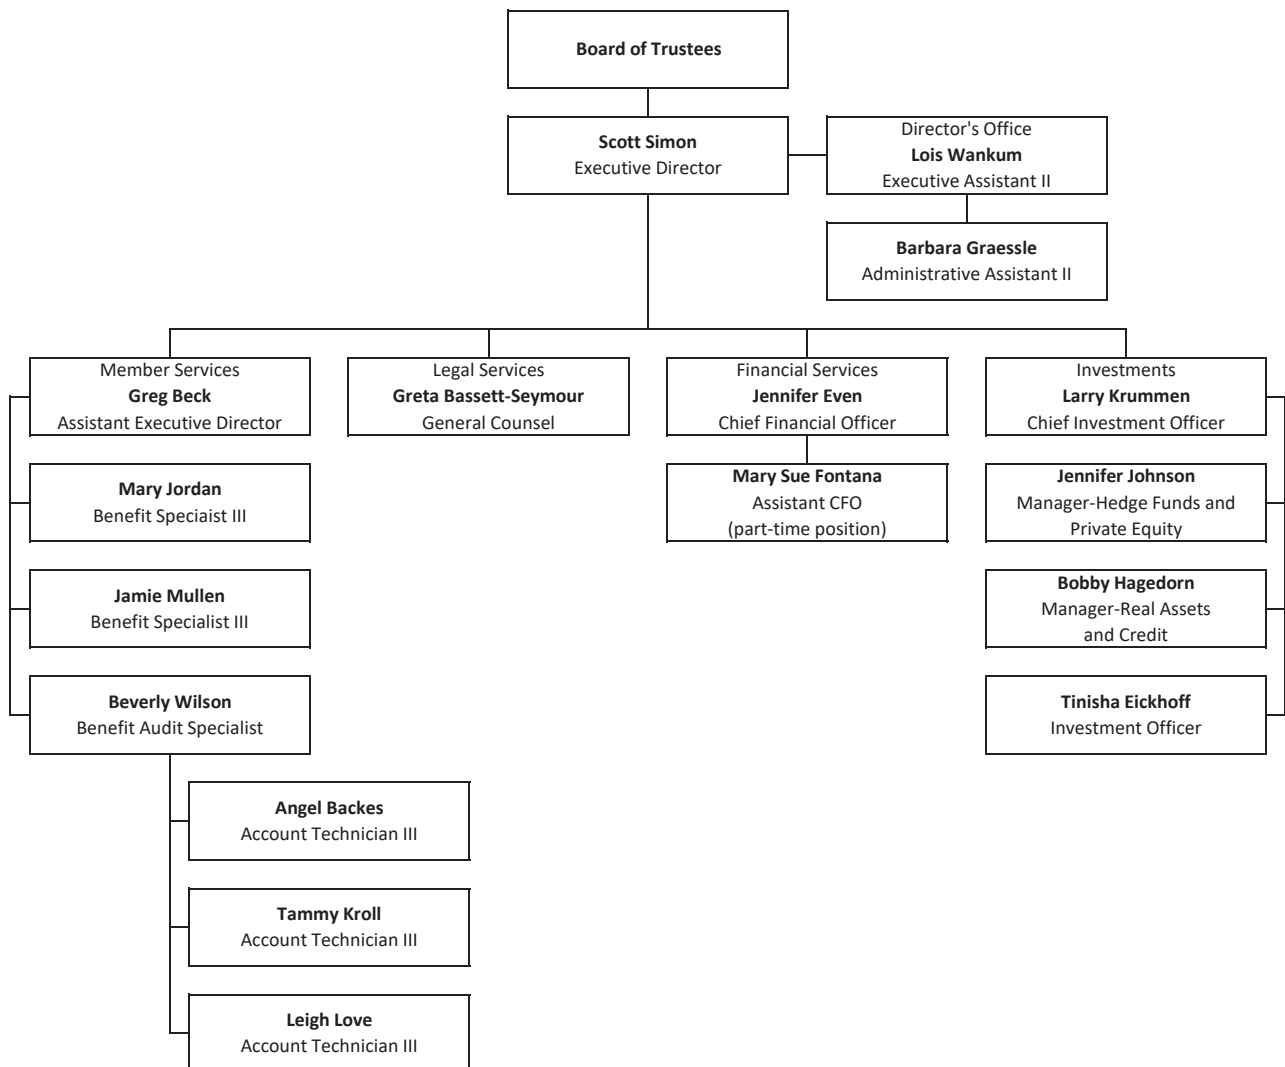 Board of Trustees
Scott Simon
Executive Director
Director's Office
Lois Wankum
Executive Assistant II
Barbara Graessle
Administrative Assistant II
Member Services
Greg Beck
Assistant Executive Director
Legal Services
Greta Bassett-Seymour
General Counsel
Financial Services
Jennifer Even
Chief Financial Officer
Investments
Larry Krummen
Chief Investment Officer
Mary Jordan
Benefit Speciaist III
Mary Sue Fontana
Assistant CFO
(part-time position)
Jennifer Johnson
Manager-Hedge Funds and
Private Equity
Jamie Mullen
Benefit Specialist III
Bobby Hagedorn
Manager-Real Assets
and Credit
Beverly Wilson
Benefit Audit Specialist
Tinisha Eickhoff
Investment Officer
Angel Backes
Account Technician III
Tammy Kroll
Account Technician III
Leigh Love
Account Technician III